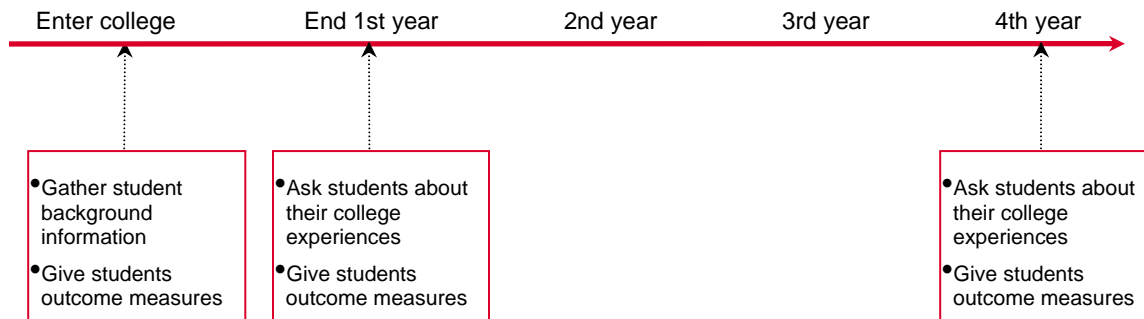 Enter college
End 1st year
2nd year
3rd year
4th year
•Gather student
background
information
•Give students
outcome measures
•Ask students about
their college
experiences
•Give students
outcome measures
•Ask students about
their college
experiences
•Give students
outcome measures